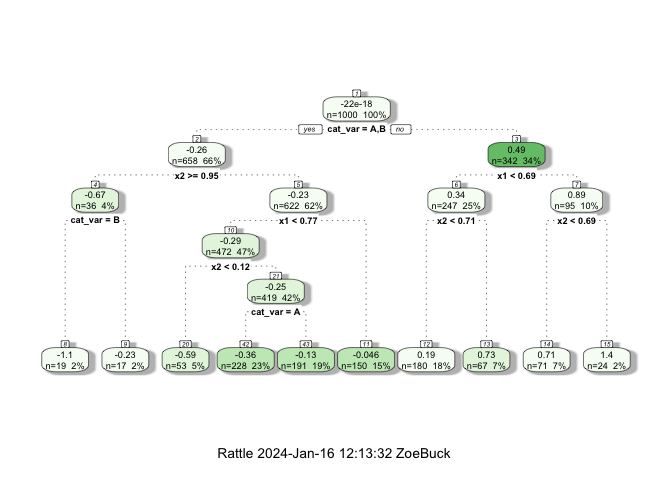 1
-22e-18
n=1000 100%
yes cat_var = A,B no
2
-0.26
n=658 66%
x2 >= 0.95
3
0.49
n=342 34%
x1 < 0.69
4
-0.67
n=36 4%
cat_var = B
5
-0.23
n=622 62%
x1 < 0.77
6
0.34
n=247 25%
x2 < 0.71
7
0.89
n=95 10%
x2 < 0.69
10
-0.29
n=472 47%
x2 < 0.12
21
-0.25
n=419 42%
cat_var = A
8
-1.1
n=19 2%
9
-0.23
n=17 2%
20
-0.59
n=53 5%
42
-0.36
n=228 23%
43
-0.13
n=191 19%
11
-0.046
n=150 15%
12
0.19
n=180 18%
13
0.73
n=67 7%
14
0.71
n=71 7%
15
1.4
n=24 2%
Rattle 2024-Jan-16 12:13:32 ZoeBuck